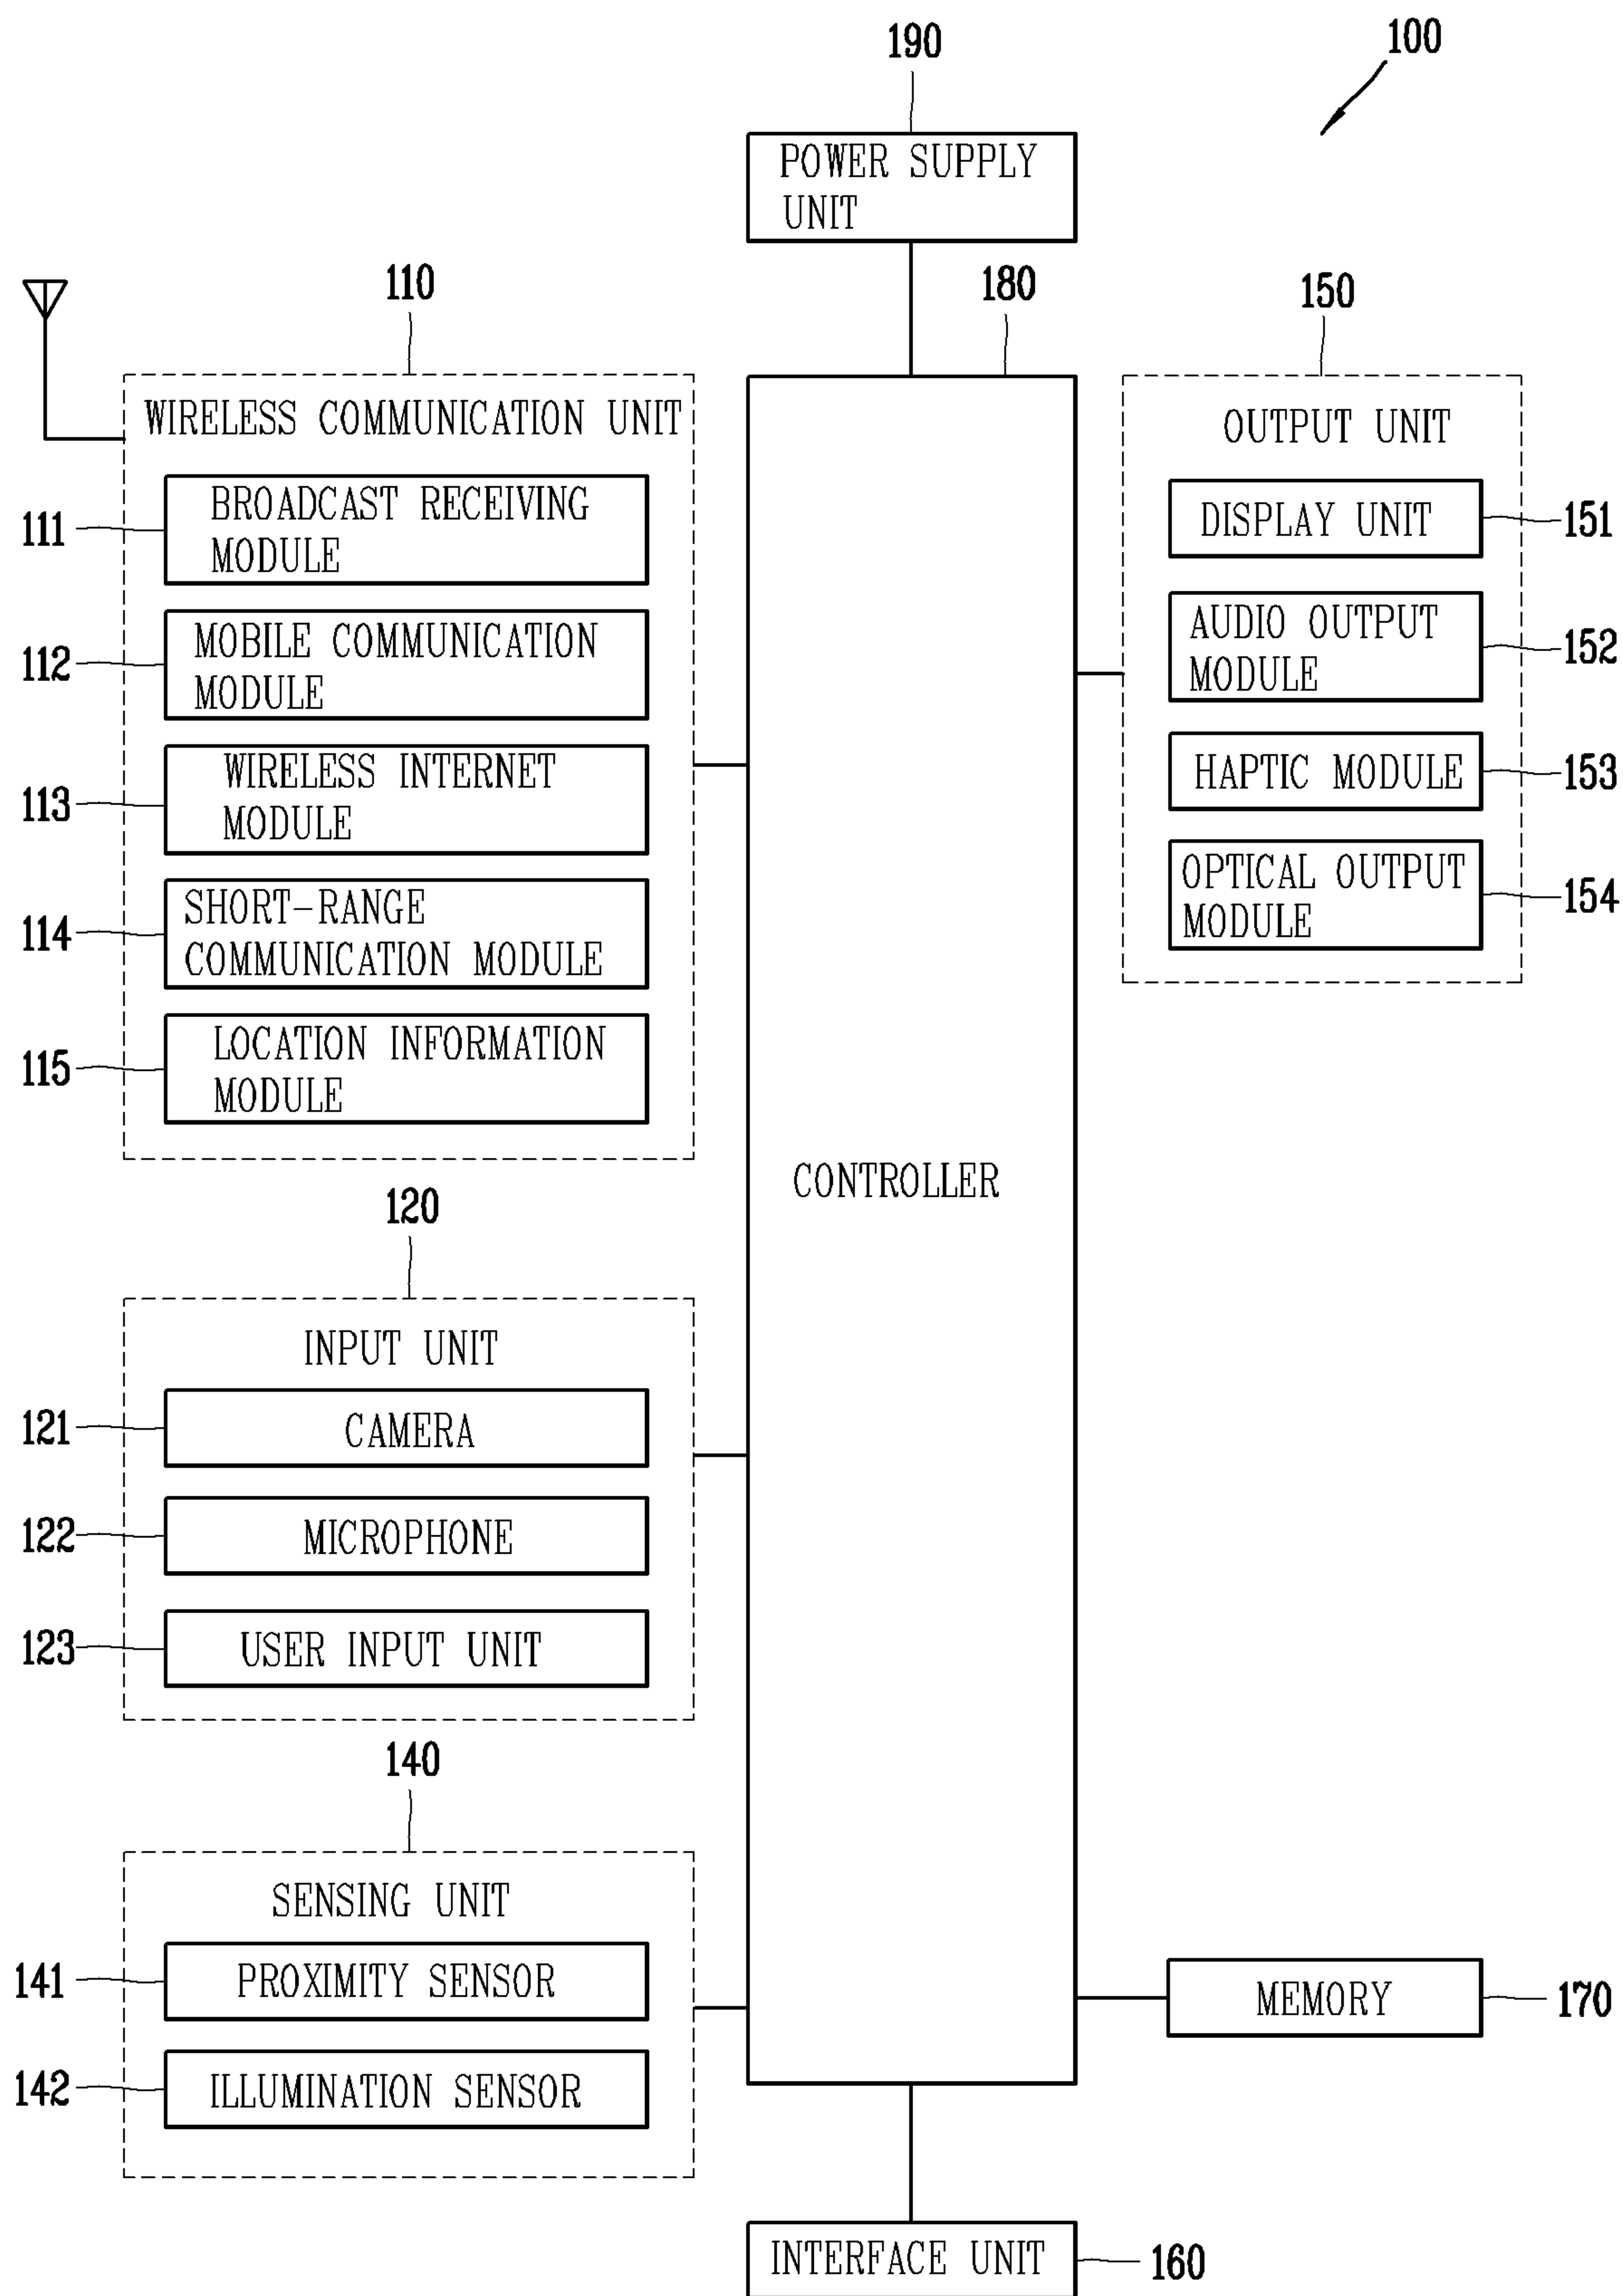 190
100
POWER SUPPLY
UNIT
110
180
150
WIRELESS COMMUNICATION UNIT
111
BROADCAST RECEIVING
MODULE
112
MOBILE COMMUNICATION
MODULE
113
WIRELESS INTERNET
MODULE
114
SHORT-RANGE
COMMUNICATION MODULE
115
LOCATION INFORMATION
MODULE
OUTPUT UNIT
DISPLAY UNIT
151
AUDIO OUTPUT
MODULE
152
HAPTIC MODULE
153
OPTICAL OUTPUT
MODULE
154
CONTROLLER
120
INPUT UNIT
121
CAMERA
122
MICROPHONE
123
USER INPUT UNIT
140
SENSING UNIT
141
PROXIMITY SENSOR
142
ILLUMINATION SENSOR
MEMORY
170
INTERFACE UNIT
160